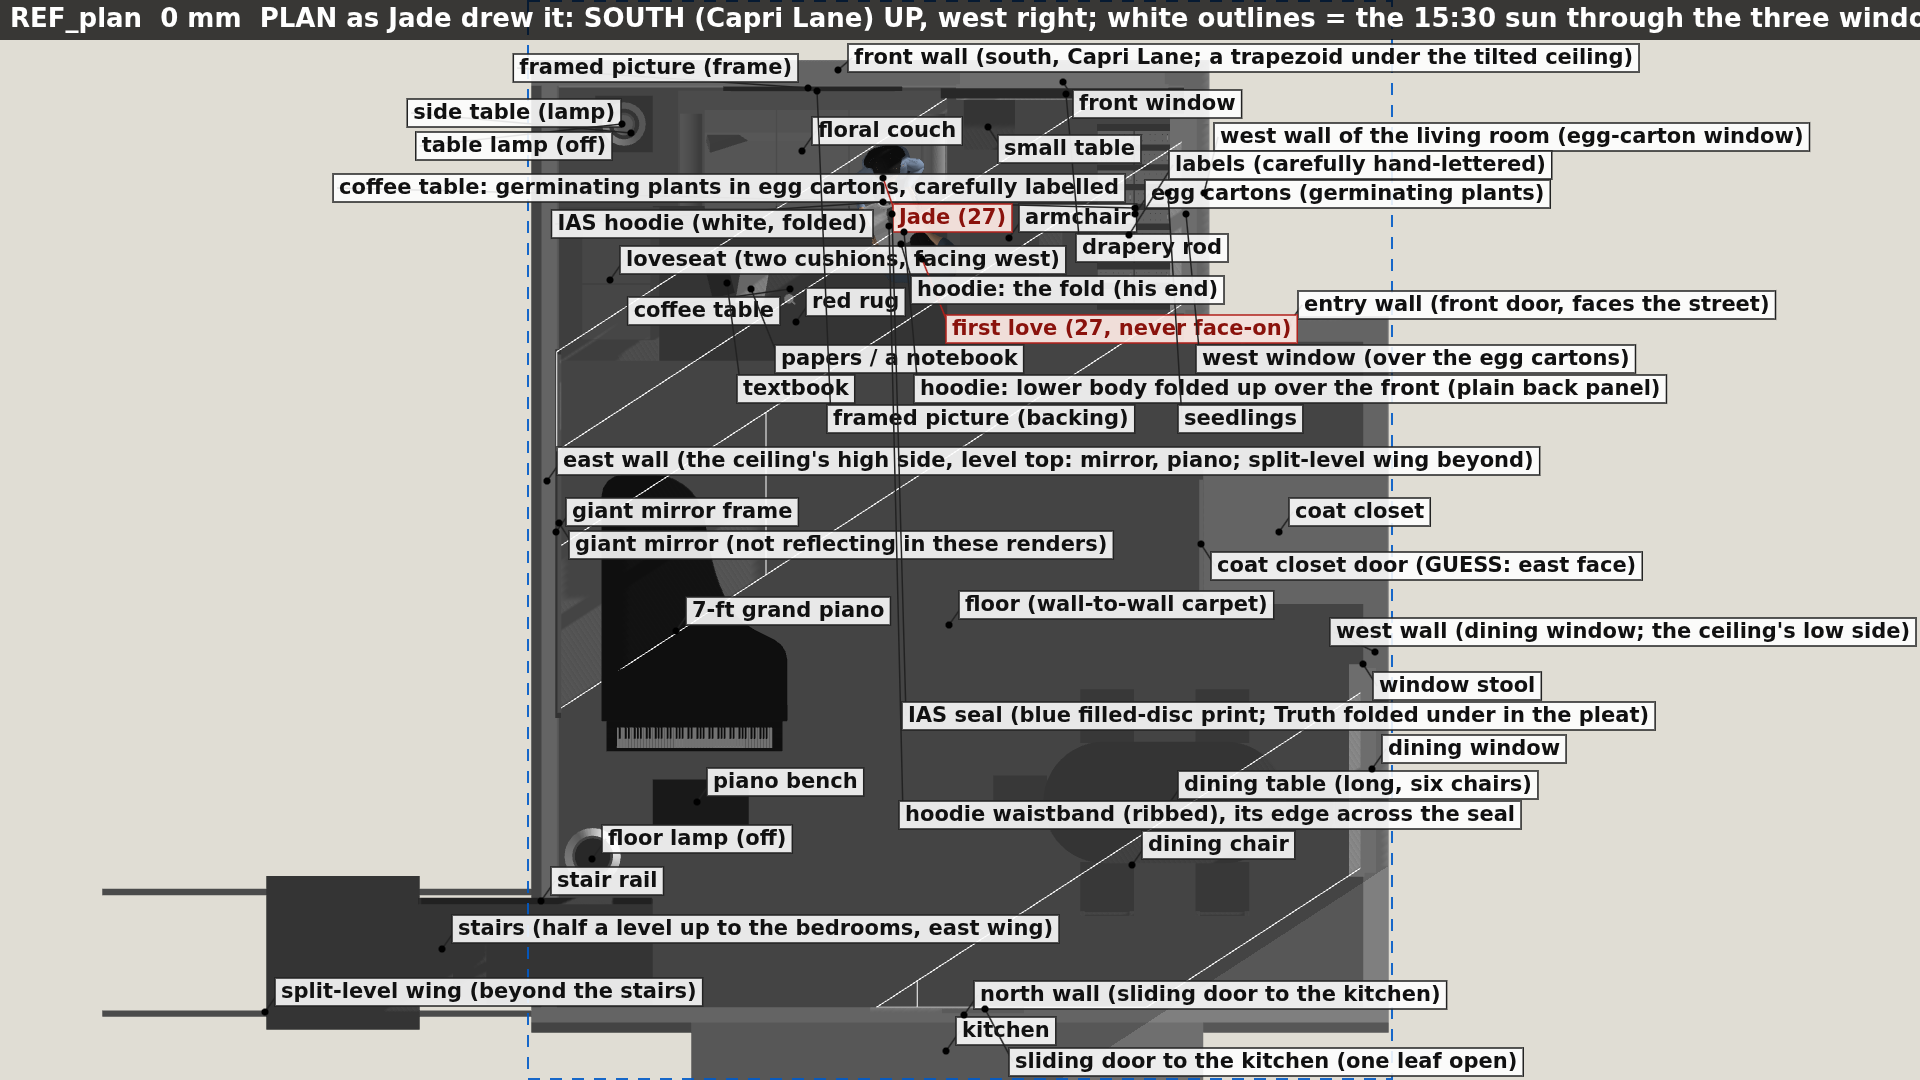 REF_plan  0 mm  PLAN as Jade drew it: SOUTH (Capri Lane) UP, west right; white outlines = the 15:30 sun through the three windo
front wall (south, Capri Lane; a trapezoid under the tilted ceiling)
framed picture (frame)
front window
side table (lamp)
floral couch
west wall of the living room (egg-carton window)
table lamp (off)
small table
labels (carefully hand-lettered)
coffee table: germinating plants in egg cartons, carefully labelled
egg cartons (germinating plants)
IAS hoodie (white, folded)
Jade (27)
armchair
drapery rod
loveseat (two cushions, facing west)
hoodie: the fold (his end)
coffee table
red rug
entry wall (front door, faces the street)
first love (27, never face-on)
papers / a notebook
west window (over the egg cartons)
textbook
hoodie: lower body folded up over the front (plain back panel)
framed picture (backing)
seedlings
east wall (the ceiling's high side, level top: mirror, piano; split-level wing beyond)
giant mirror frame
coat closet
giant mirror (not reflecting in these renders)
coat closet door (GUESS: east face)
7-ft grand piano
floor (wall-to-wall carpet)
west wall (dining window; the ceiling's low side)
window stool
IAS seal (blue filled-disc print; Truth folded under in the pleat)
dining window
piano bench
dining table (long, six chairs)
hoodie waistband (ribbed), its edge across the seal
floor lamp (off)
dining chair
stair rail
stairs (half a level up to the bedrooms, east wing)
split-level wing (beyond the stairs)
north wall (sliding door to the kitchen)
kitchen
sliding door to the kitchen (one leaf open)